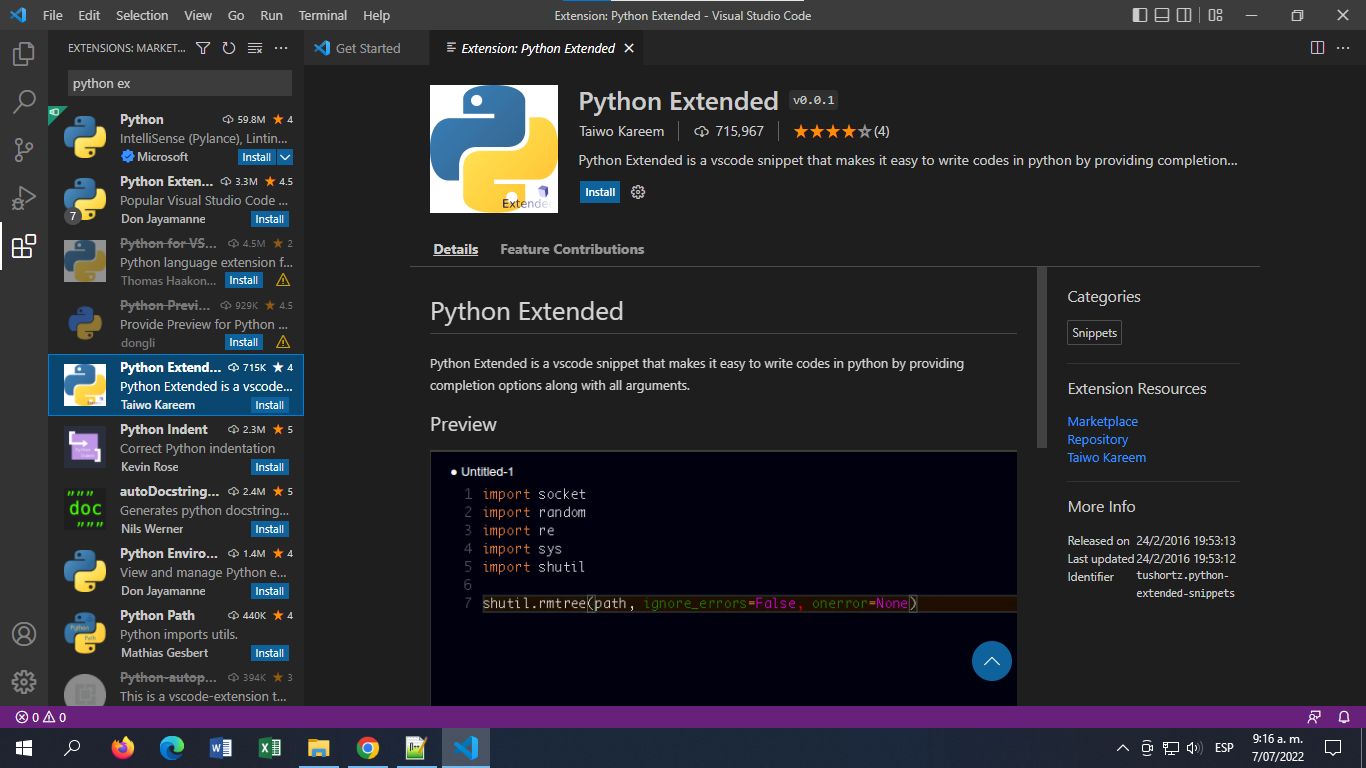 File Edit Selection View Go Run Terminal Help
Extension: Python Extended - Visual Studio Code
EXTENSIONS: MARKET...
python ex
Python 59.8M 4
IntelliSense (Pylance), Lintin...
Microsoft Install
Python Exten... 3.3M 4.5
Popular Visual Studio Code ...
Don Jayamanne Install
7
Python for VS... 4.5M 2
Python language extension f...
Thomas Haakon... Install
Python Previ... 929K 4.5
Provide Preview for Python ...
dongli Install
Python Extend... 715K 4
Python Extended is a vscode...
Taiwo Kareem Install
Python Indent 2.3M 5
Correct Python indentation
Kevin Rose Install
autoDocstring... 2.4M 5
Generates python docstring...
Nils Werner Install
""" doc """
Python Enviro... 1.4M 4
View and manage Python e...
Don Jayamanne Install
Python Path 440K 4
Python imports utils.
Mathias Gesbert Install
Python
Path
Python-autop... 394K 3
This is a vscode-extension t...
Get Started
Extension: Python Extended
Extended
Python Extended v0.0.1
Taiwo Kareem 715,967 (4)
Python Extended is a vscode snippet that makes it easy to write codes in python by providing completion...
Install
Details Feature Contributions
Python Extended
Python Extended is a vscode snippet that makes it easy to write codes in python by providing
completion options along with all arguments.
Preview
● Untitled-1
1 import socket
2 import random
3 import re
4 import sys
5 import shutil
6
7 shutil.rmtree(path, ignore_errors=False, onerror=None)
Categories
Snippets
Extension Resources
Marketplace
Repository
Taiwo Kareem
More Info
Released on 24/2/2016 19:53:13
Last updated 24/2/2016 19:53:12
Identifier tushortz.python-
extended-snippets
0 0
ESP
9:16 a. m.
7/07/2022